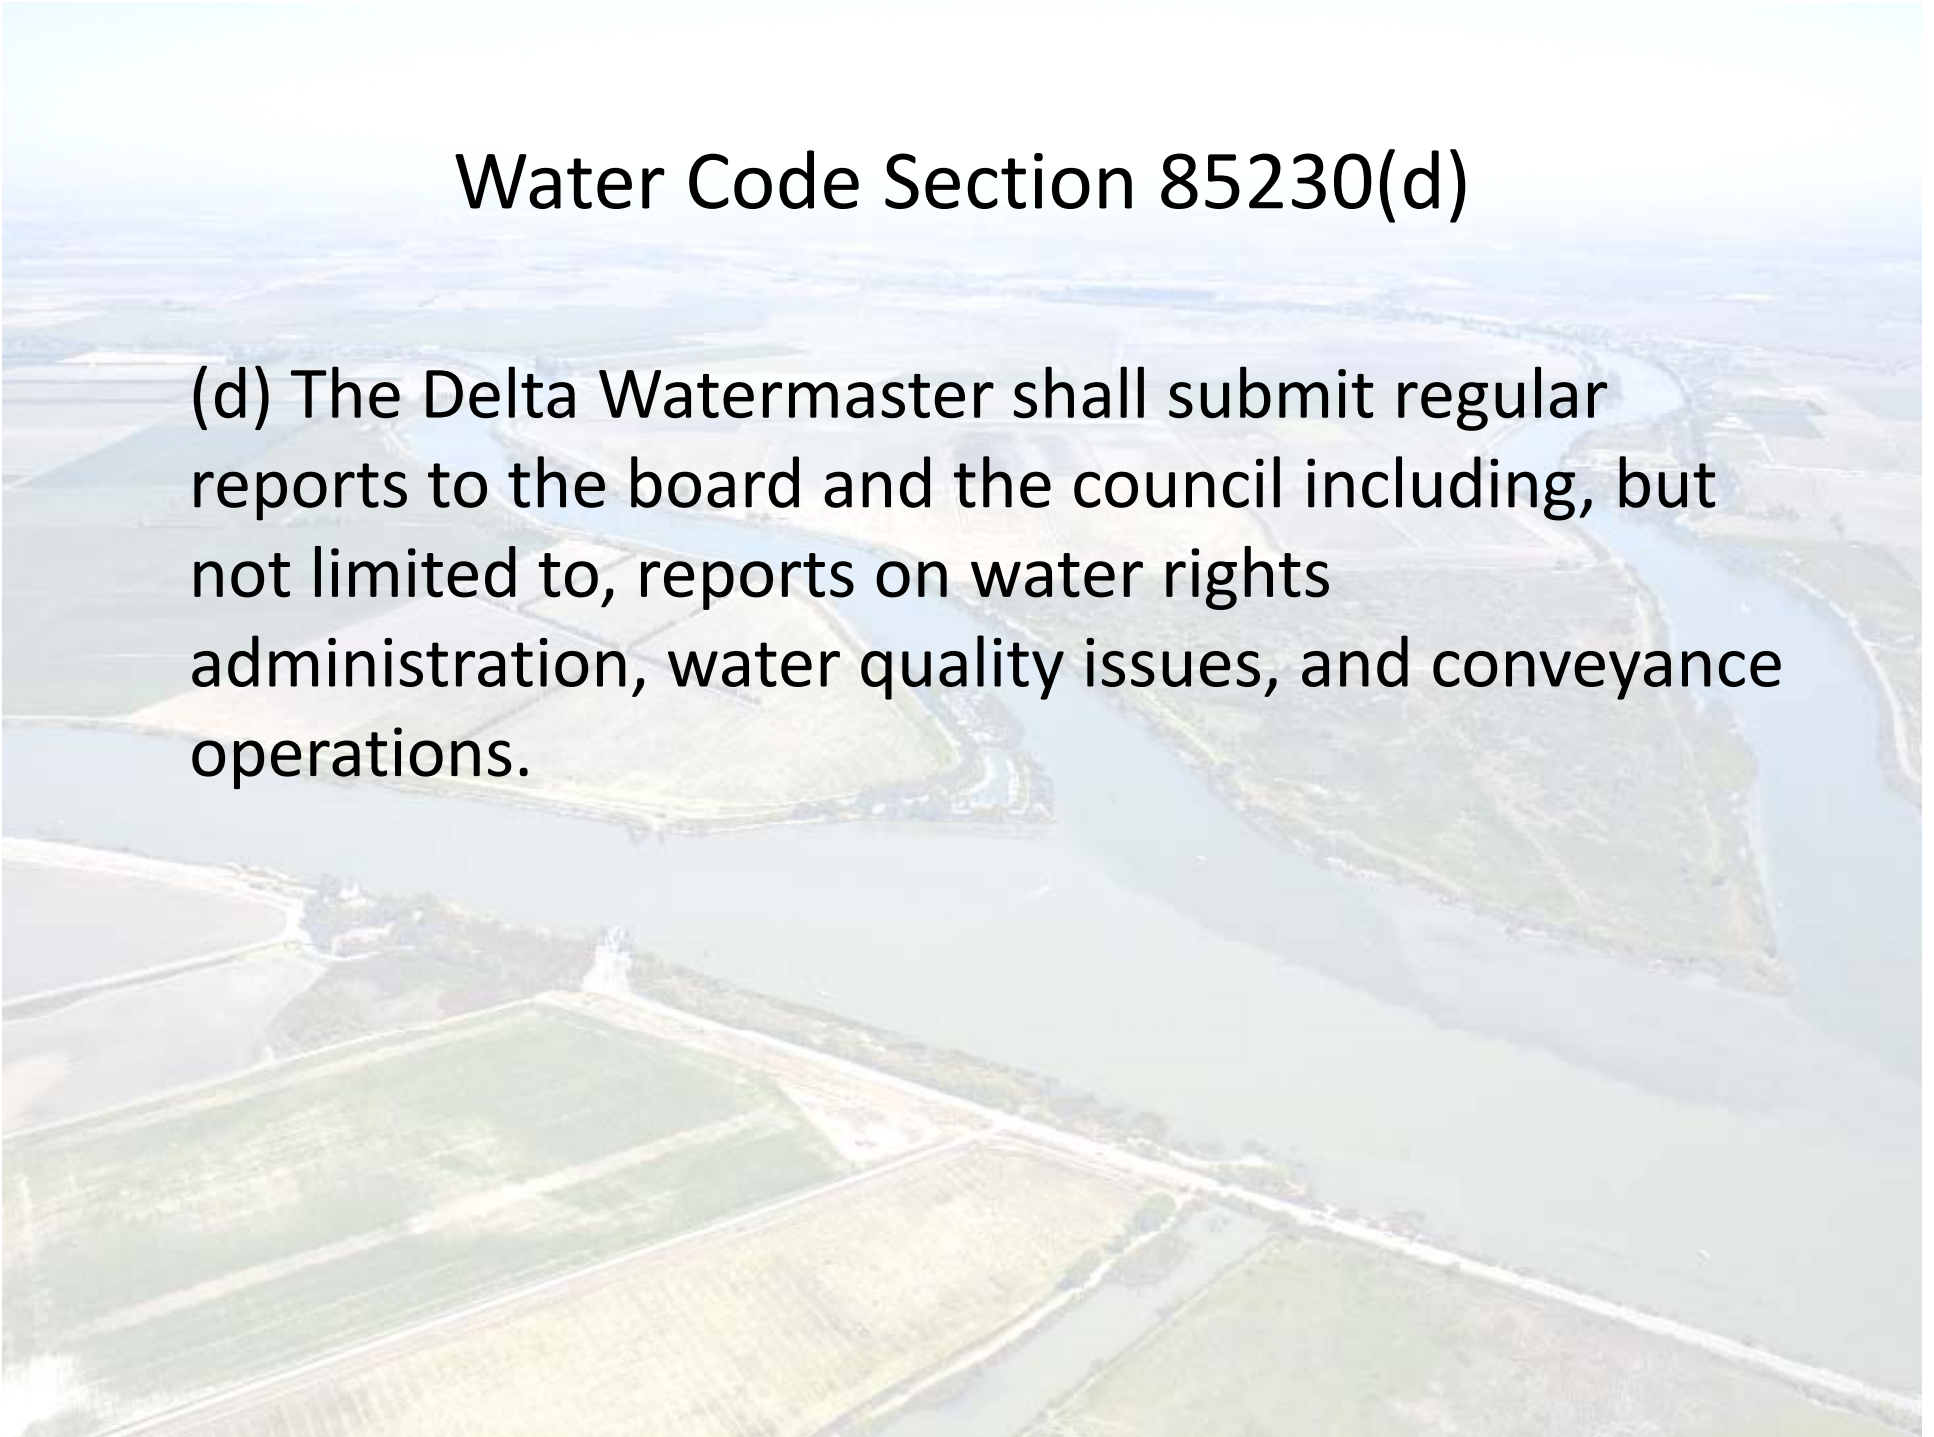 Water Code Section 85230(d)
(d) The Delta Watermaster shall submit regular
reports to the board and the council including, but
not limited to, reports on water rights
administration, water quality issues, and conveyance
operations.